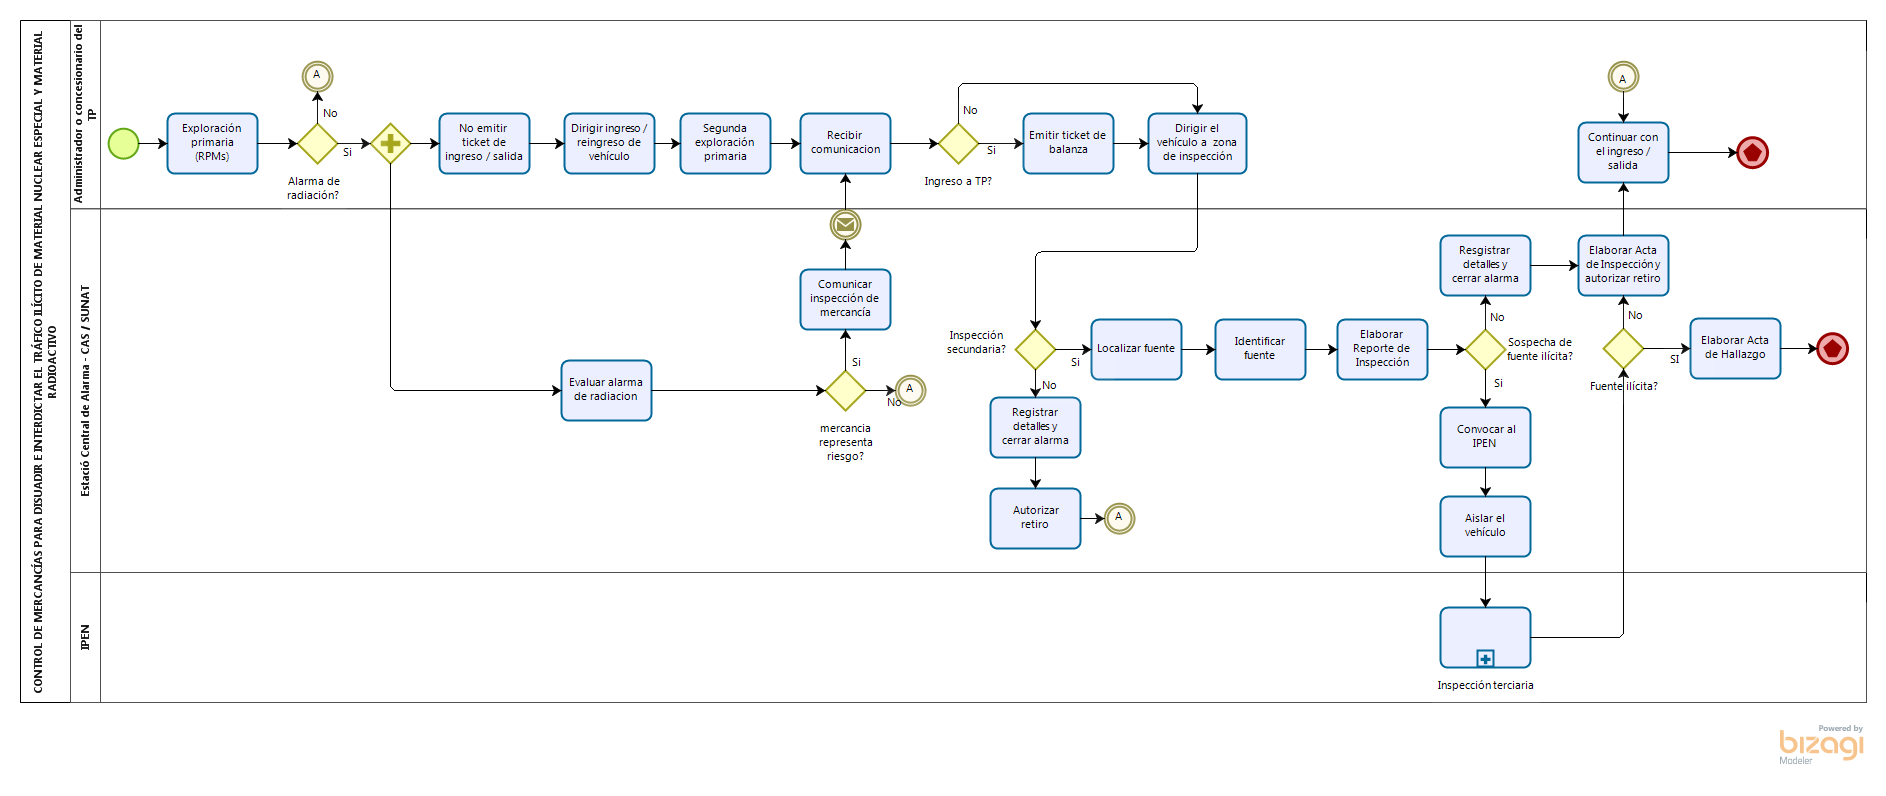 CONTROL DE MERCANCÍAS PARA DISUADIR E INTERDICTAR EL TRÁFICO ILÍCITO DE MATERIAL NUCLEAR ESPECIAL Y MATERIAL
RADIOACTIVO
Administrador o concesionario del
TP
A
No
Exploración
primaria
(RPMs)
Si
Alarma de
radiación?
No emitir
ticket de
ingreso / salida
Dirigir ingreso /
reingreso de
vehículo
Segunda
exploración
primaria
Recibir
comunicacion
No
Si
Ingreso a TP?
Emitir ticket de
balanza
Dirigir el
vehículo a zona
de inspección
A
Continuar con
el ingreso /
salida
Estació Central de Alarma - CAS / SUNAT
Evaluar alarma
de radiacion
Comunicar
inspección de
mercancía
Si
No
A
mercancia
representa
riesgo?
Inspección
secundaria?
Si
No
Registrar
detalles y
cerrar alarma
Autorizar
retiro
A
Localizar fuente
Identificar
fuente
Elaborar
Reporte de
Inspección
Resgistrar
detalles y
cerrar alarma
No
Sospecha de
fuente ilícita?
Si
Convocar al
IPEN
Aislar el
vehículo
Elaborar Acta
de Inspección y
autorizar retiro
No
SI
Fuente ilícita?
Elaborar Acta
de Hallazgo
IPEN
Inspección terciaria
Powered by
bizagi
Modeler